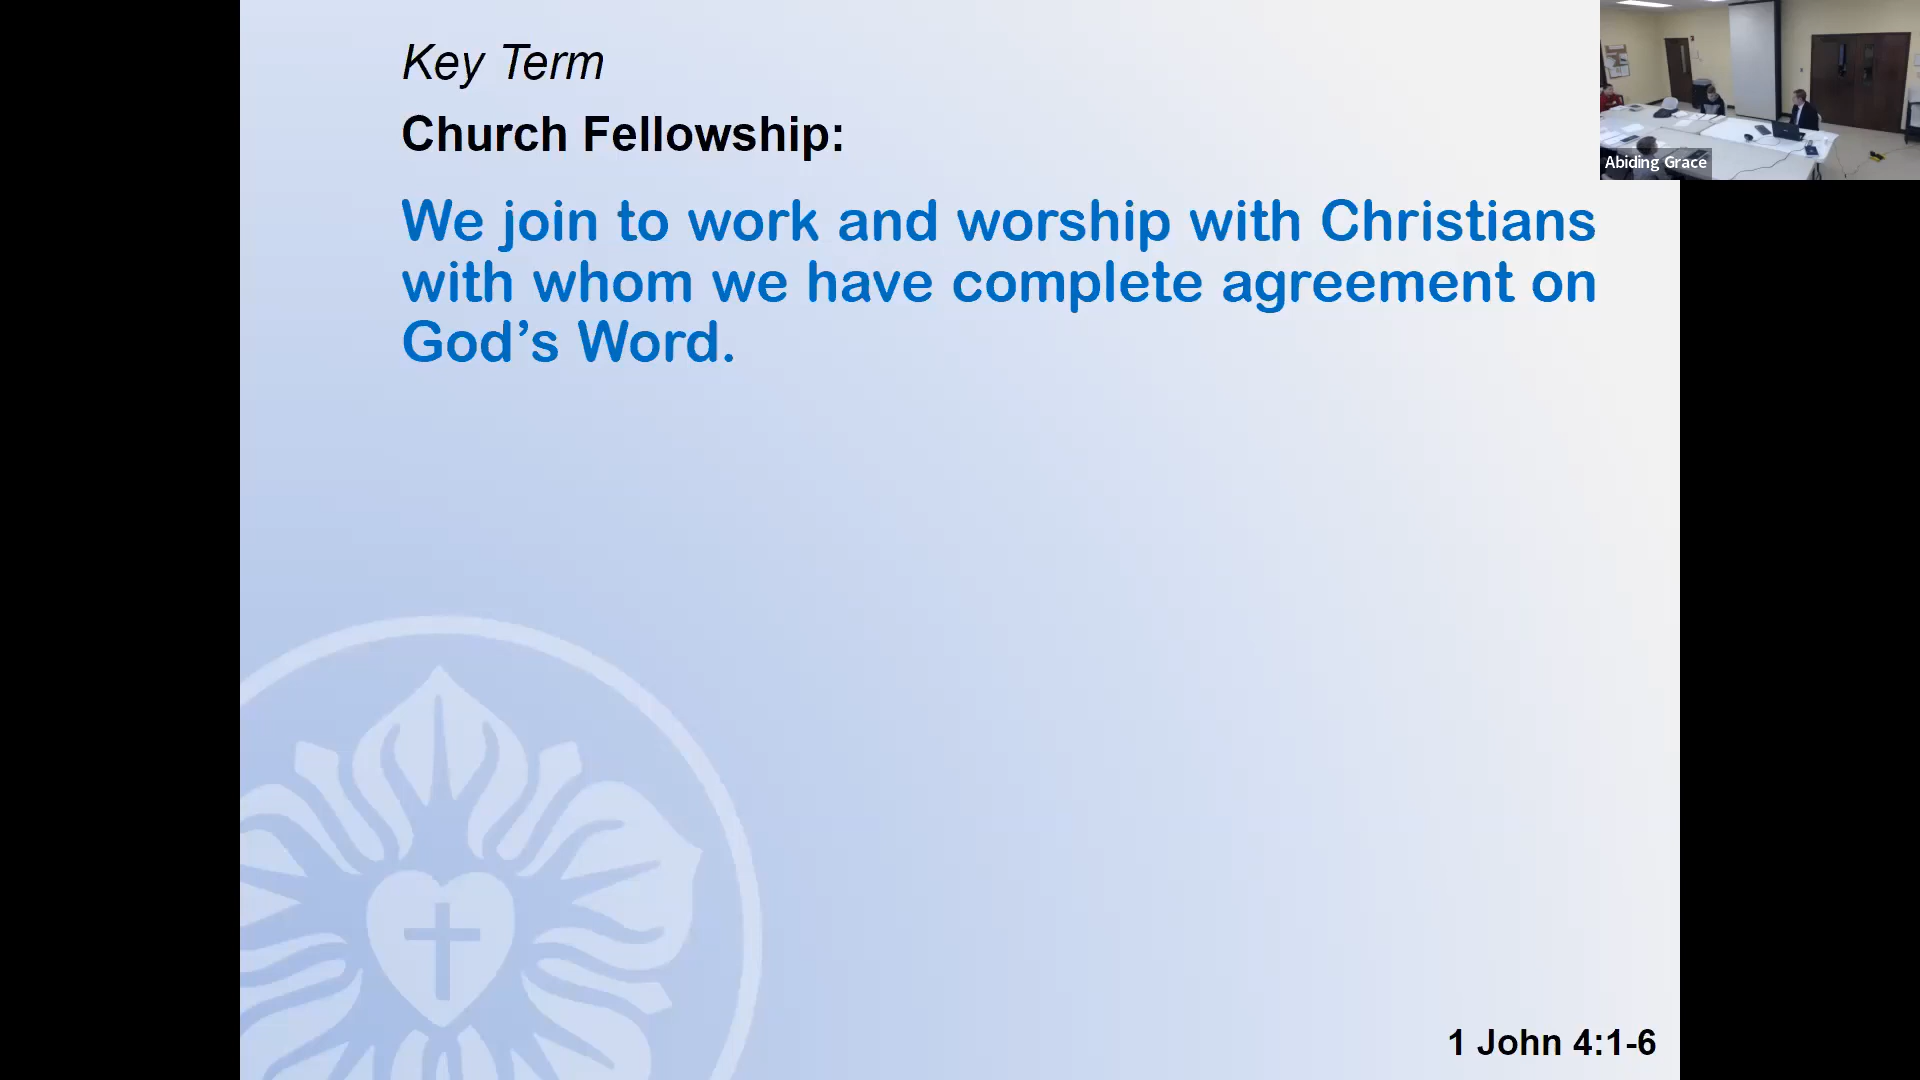 Key Term
Church Fellowship:
We join to work and worship with Christians
with whom we have complete agreement on
God’s Word.
1 John 4:1-6
Abiding Grace